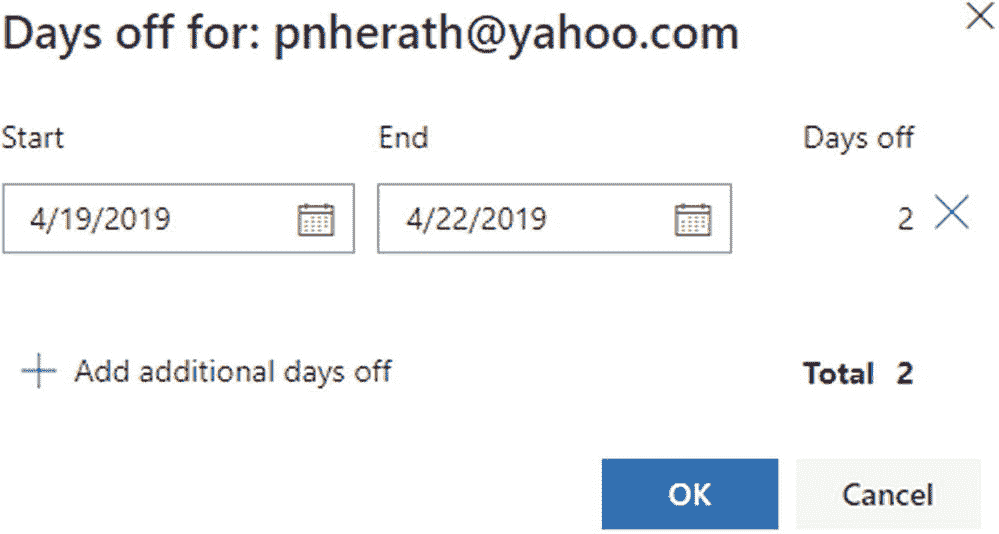 Days off for: pnherath@yahoo.com
Start End Days off
4/19/2019 4/22/2019 2
Add additional days off Total 2
OK Cancel